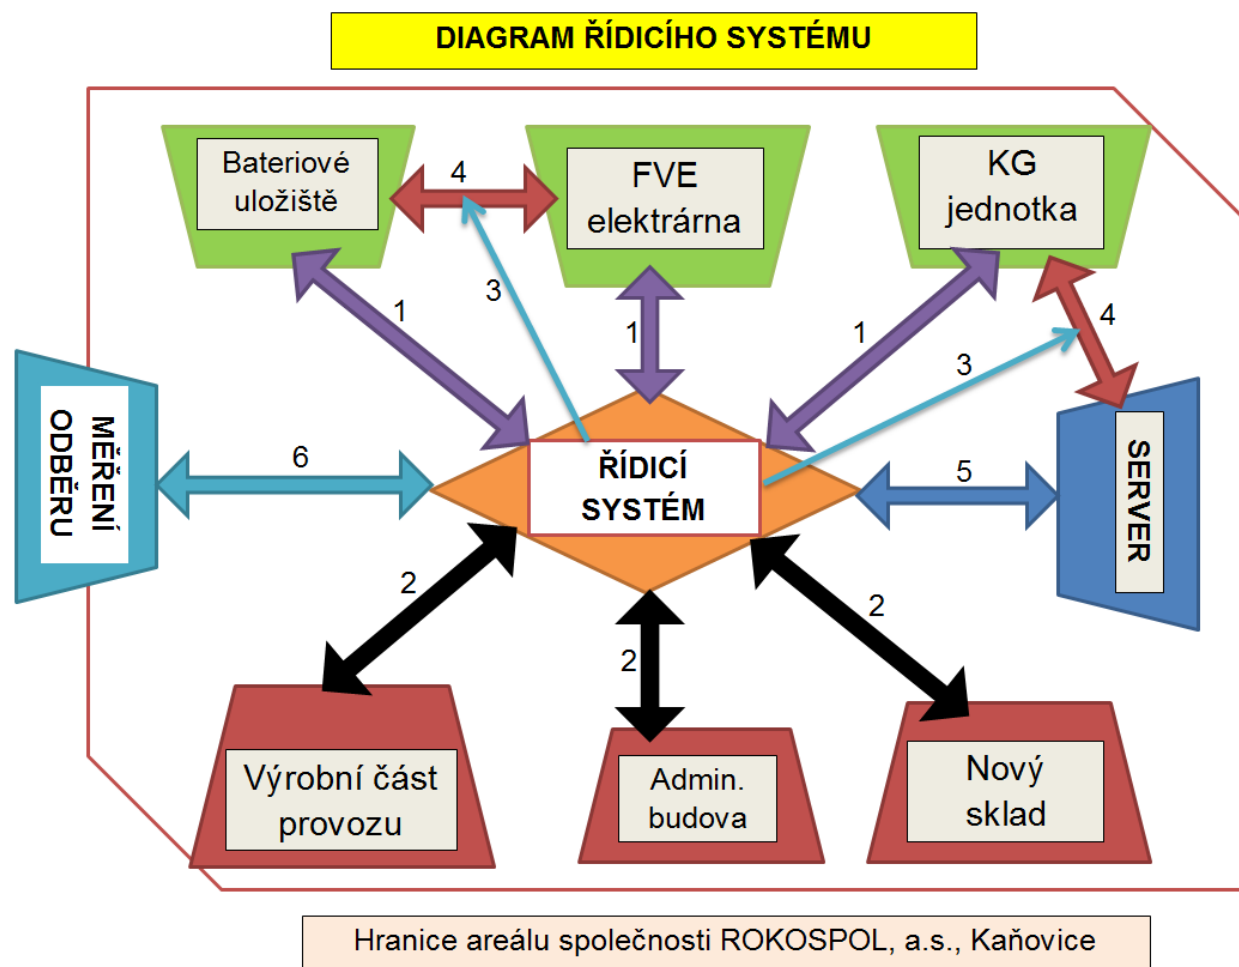 DIAGRAM ŘÍDICÍHO SYSTÉMU
Bateriové
uložiště
4
FVE
elektrárna
KG
jednotka
3
1
1
1
4
3
MĚŘENÍ
ODBĚRU
6
ŘÍDICÍ
SYSTÉM
5
SERVER
2
2
2
Výrobní část
provozu
Admin.
budova
Nový
sklad
Hranice areálu společnosti ROKOSPOL, a.s., Kaňovice